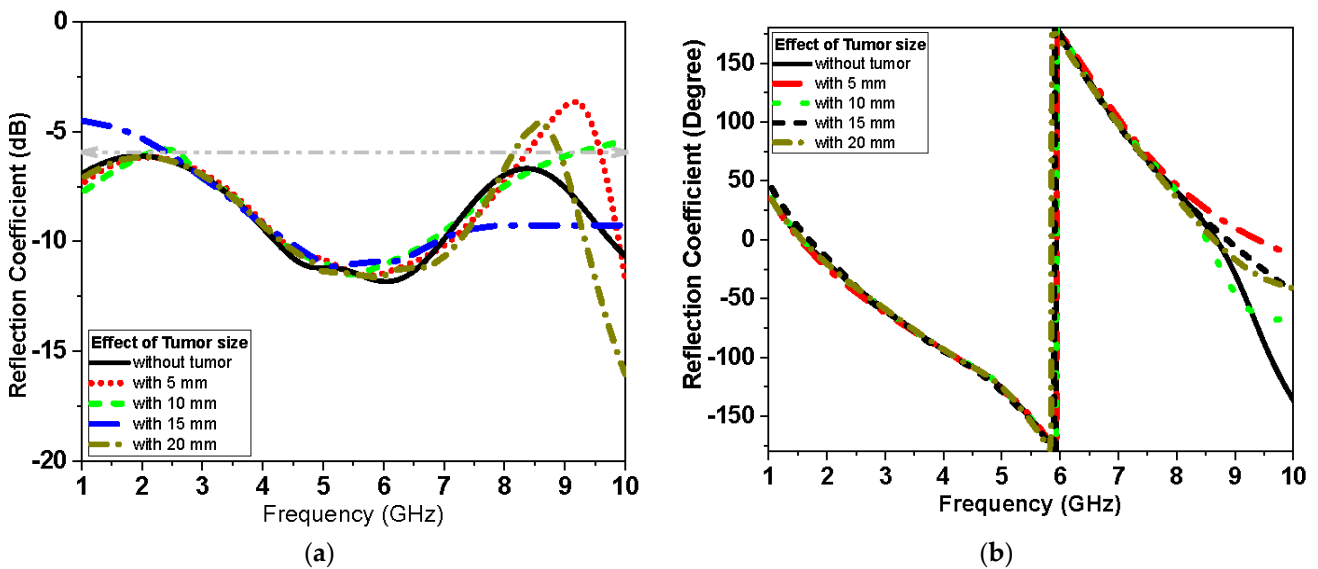 0
-5
-10
-15
-20
Reflection Coefficient (dB)
Effect of Tumor size
without tumor
with 5 mm
with 10 mm
with 15 mm
with 20 mm
1 2 3 4 5 6 7 8 9 10
Frequency (GHz)
(a)
150
100
50
0
-50
-100
-150
Reflection Coefficient (Degree)
Effect of Tumor size
without tumor
with 5 mm
with 10 mm
with 15 mm
with 20 mm
1 2 3 4 5 6 7 8 9 10
Frequency (GHz)
(b)